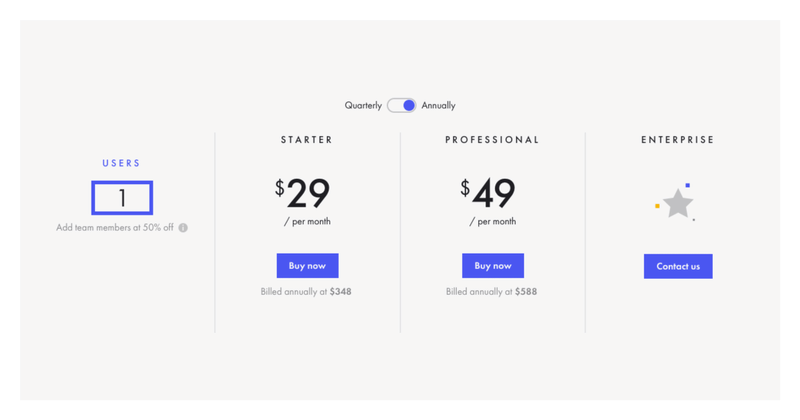 Quarterly Annually
USERS
1
Add team members at 50% off i
STARTER
$29
/ per month
Buy now
Billed annually at $348
PROFESSIONAL
$49
/ per month
Buy now
Billed annually at $588
ENTERPRISE
Contact us